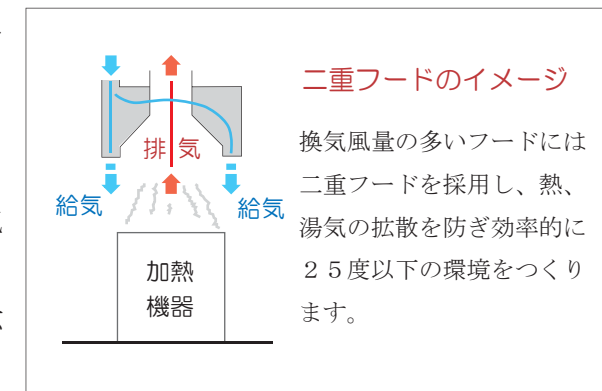 二重フードのイメージ
換気風量の多いフードには
二重フードを採用し、熱、
湯気の拡散を防ぎ効率的に
２５度以下の環境をつくり
ます。
排気
給気
給気
加熱
機器